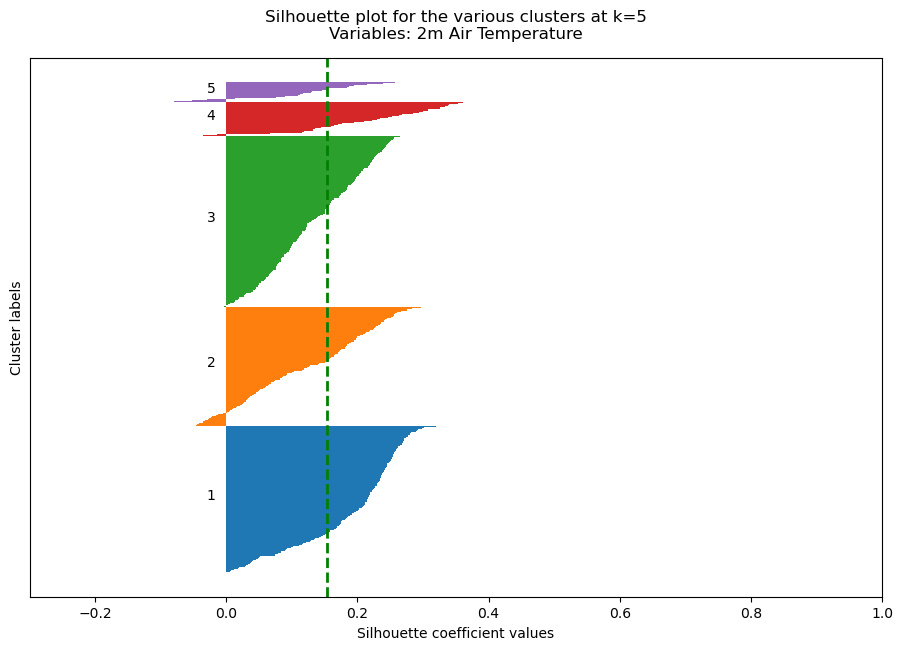 Silhouette plot for the various clusters at k=5
Variables: 2m Air Temperature
5
4
3
2
1
Cluster labels
−0.2 0.0 0.2 0.4 0.6 0.8 1.0
Silhouette coefficient values